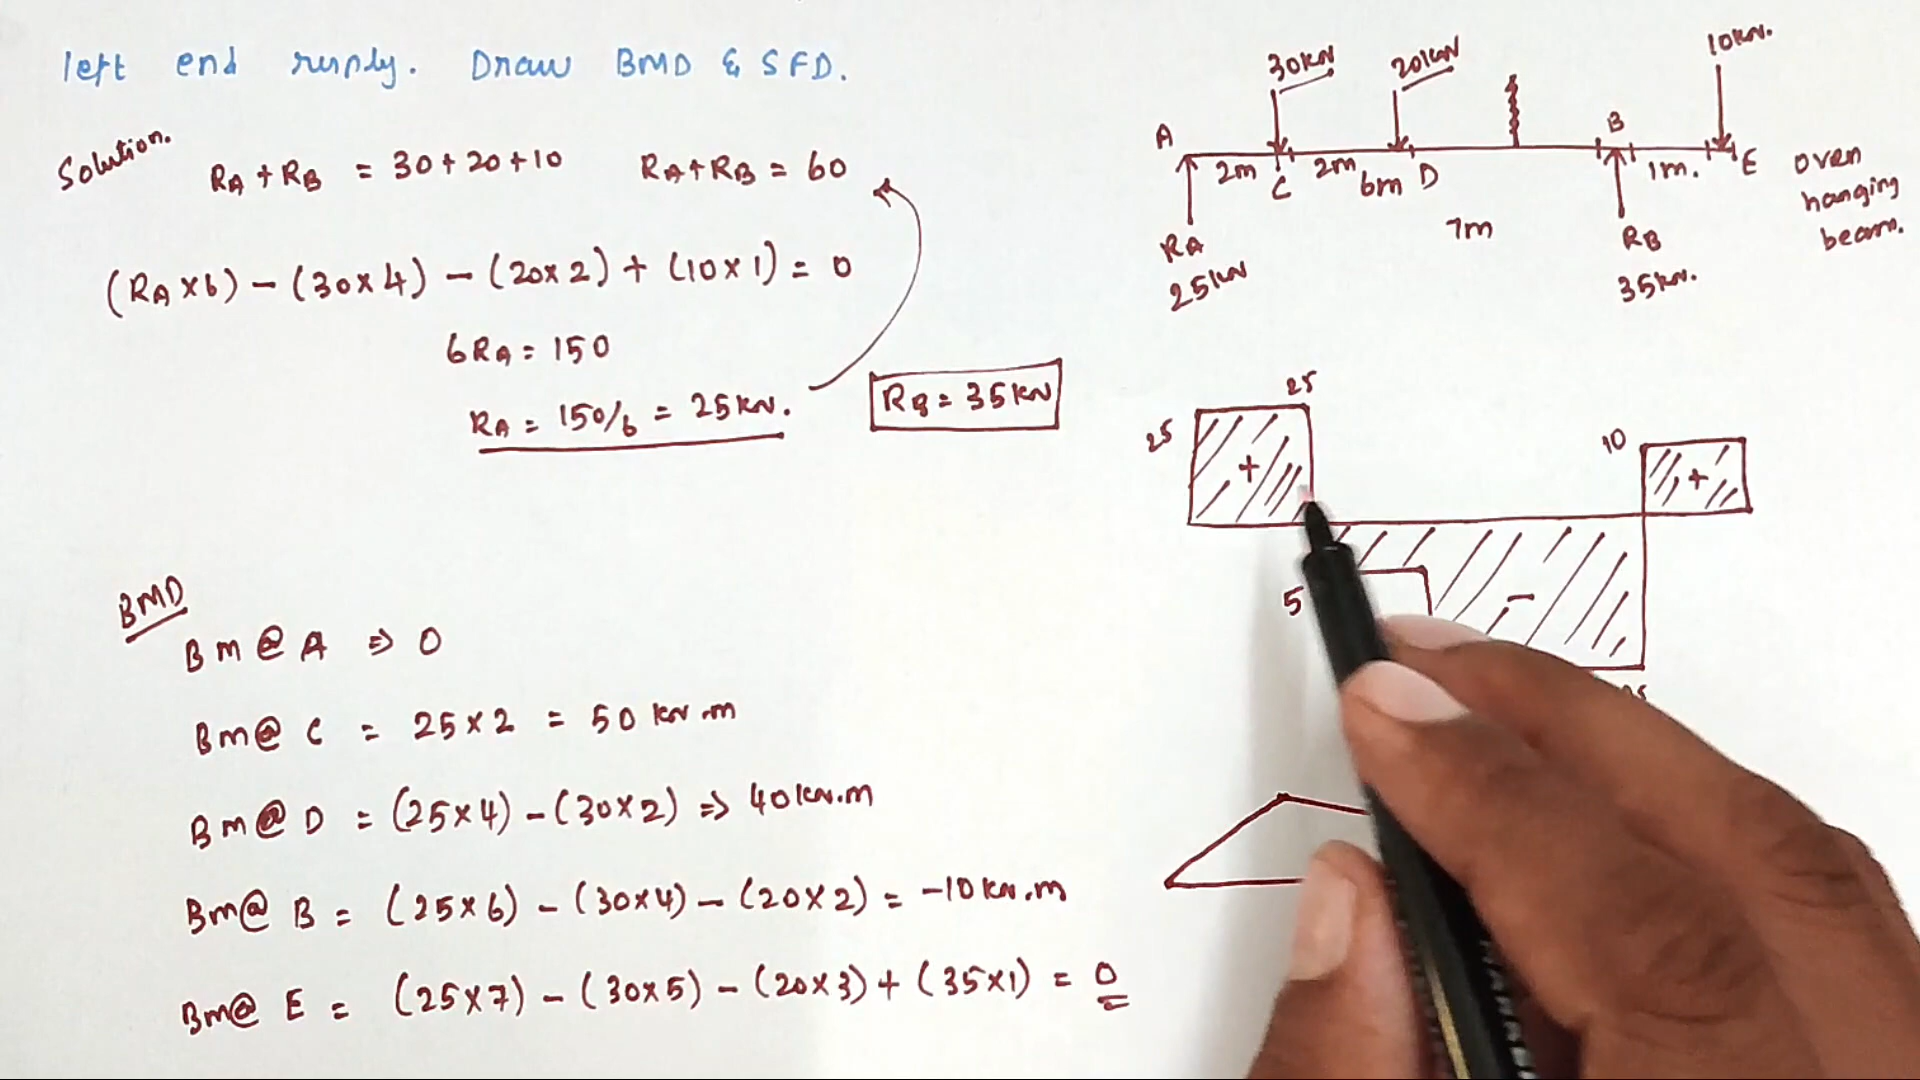 left end resply. Draw BMD & SFD.
Solution.
RA + RB = 30+20+10 RA+RB = 60
(RA x 6) - (30x4) - (20x2) + (10x1) = 0
6RA = 150
RA = 150/6 = 25KN.
RB = 35KN
BMD
Bm@ A ⇒ 0
Bm@ C = 25x2 = 50 KN.m
Bm@ D = (25x4) - (30x2) ⇒ 40KN.m
Bm@ B = (25x6) - (30x4) - (20x2) = -10KN.m
Bm@ E = (25x7) - (30x5) - (20x3) + (35x1) = 0
30KN 20KN 10KN.
A B
2m C 2m 6m D 1m. E
7m
RA
25KN
RB
35KN.
over
hanging
beam.
25 25
+
10
+
5
-